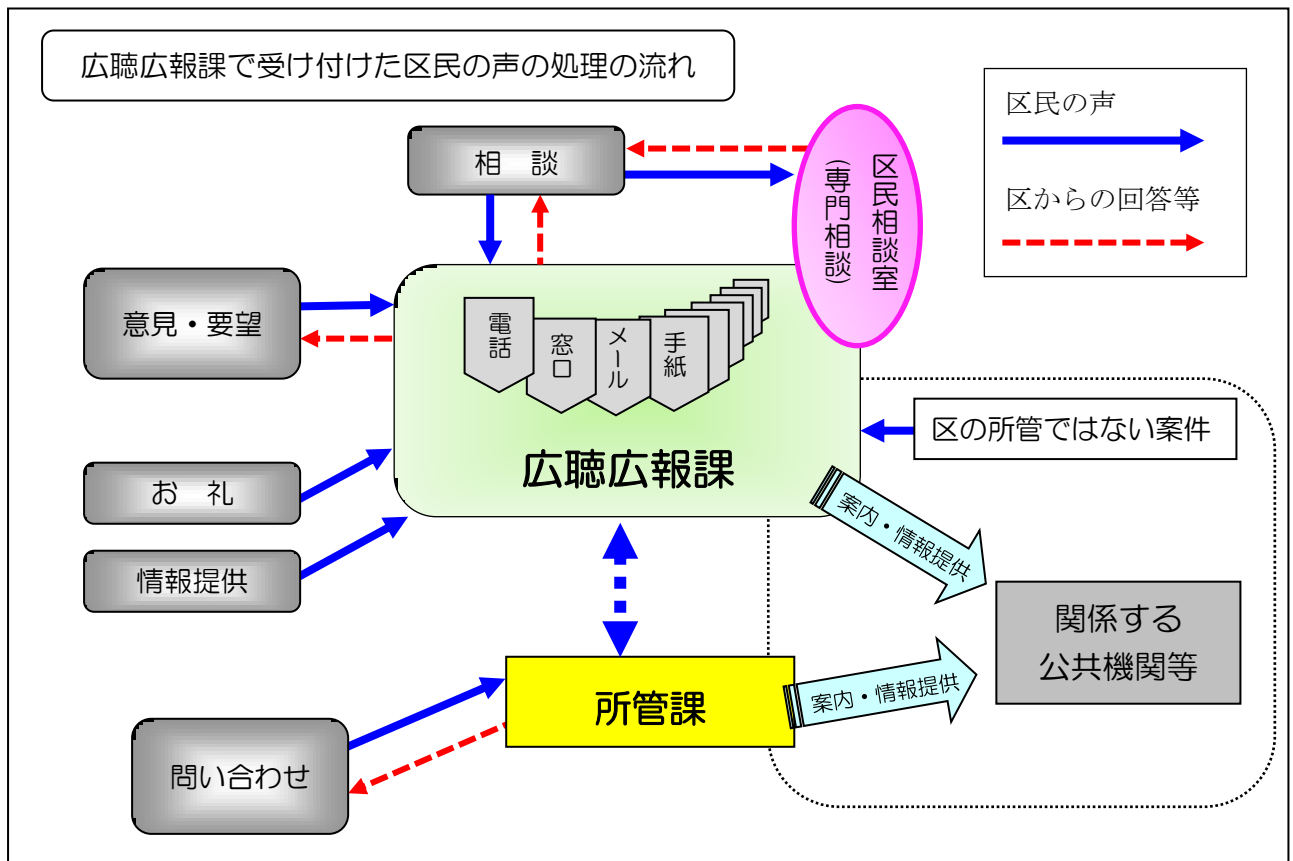 広聴広報課で受け付けた区民の声の処理の流れ
区民の声
区からの回答等
相 談
区民相談室
(専門相談)
意見・要望
電話
窓口
メール
手紙
広聴広報課
区の所管ではない案件
お 礼
情報提供
案内・情報提供
関係する
公共機関等
所管課
案内・情報提供
問い合わせ